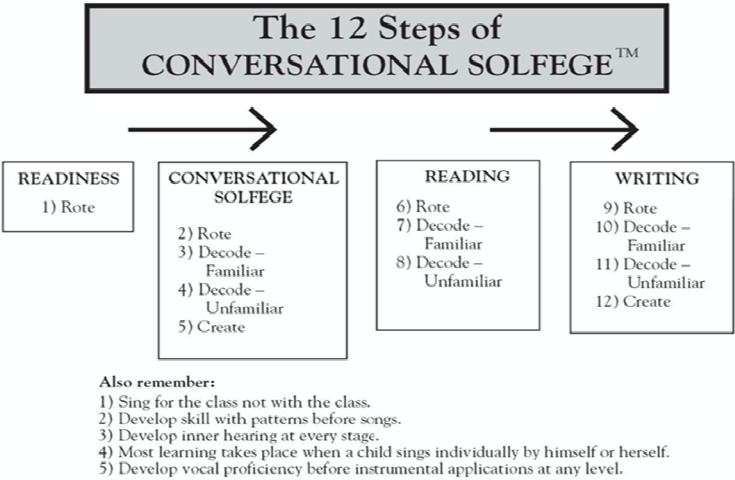 The 12 Steps of
CONVERSATIONAL SOLFEGE™
READINESS
1) Rote
CONVERSATIONAL
SOLFEGE
2) Rote
3) Decode –
Familiar
4) Decode –
Unfamiliar
5) Create
READING
6) Rote
7) Decode –
Familiar
8) Decode –
Unfamiliar
WRITING
9) Rote
10) Decode –
Familiar
11) Decode –
Unfamiliar
12) Create
Also remember:
1) Sing for the class not with the class.
2) Develop skill with patterns before songs.
3) Develop inner hearing at every stage.
4) Most learning takes place when a child sings individually by himself or herself.
5) Develop vocal proficiency before instrumental applications at any level.